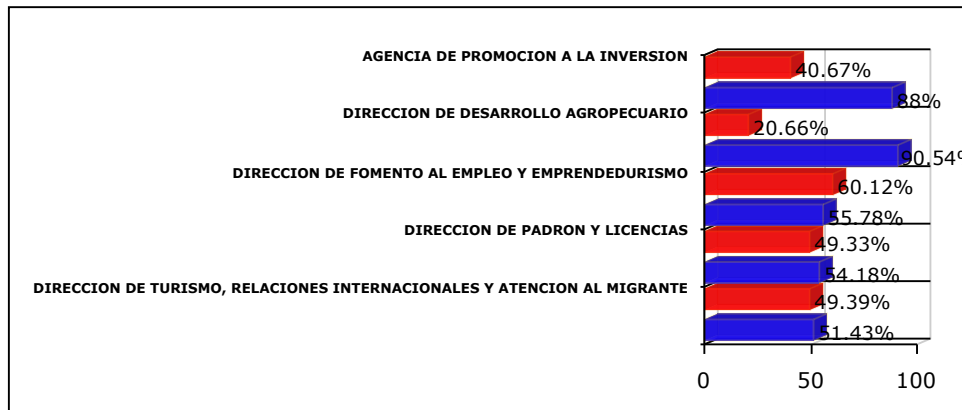 AGENCIA DE PROMOCION A LA INVERSION
40.67%
88%
DIRECCION DE DESARROLLO AGROPECUARIO
20.66%
90.54%
DIRECCION DE FOMENTO AL EMPLEO Y EMPRENDEDURISMO
60.12%
55.78%
DIRECCION DE PADRON Y LICENCIAS
49.33%
54.18%
DIRECCION DE TURISMO, RELACIONES INTERNACIONALES Y ATENCION AL MIGRANTE
49.39%
51.43%
0 50 100